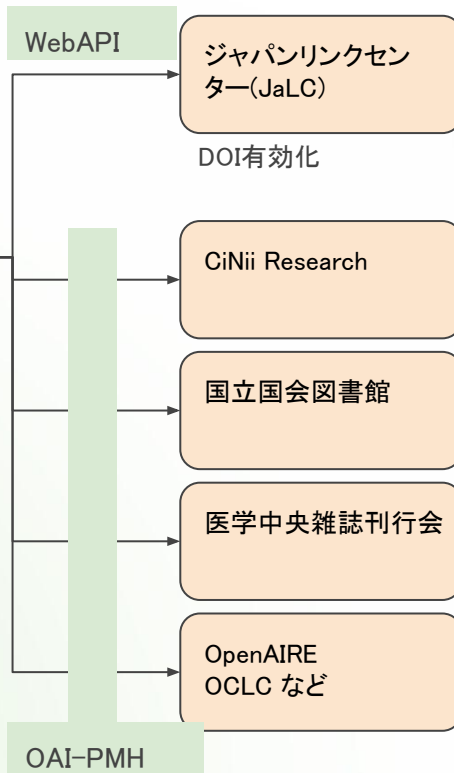 WebAPI
ジャパンリンクセン
ター(JaLC)
DOI有効化
CiNii Research
国立国会図書館
医学中央雑誌刊行会
OpenAIRE
OCLC など
OAI-PMH